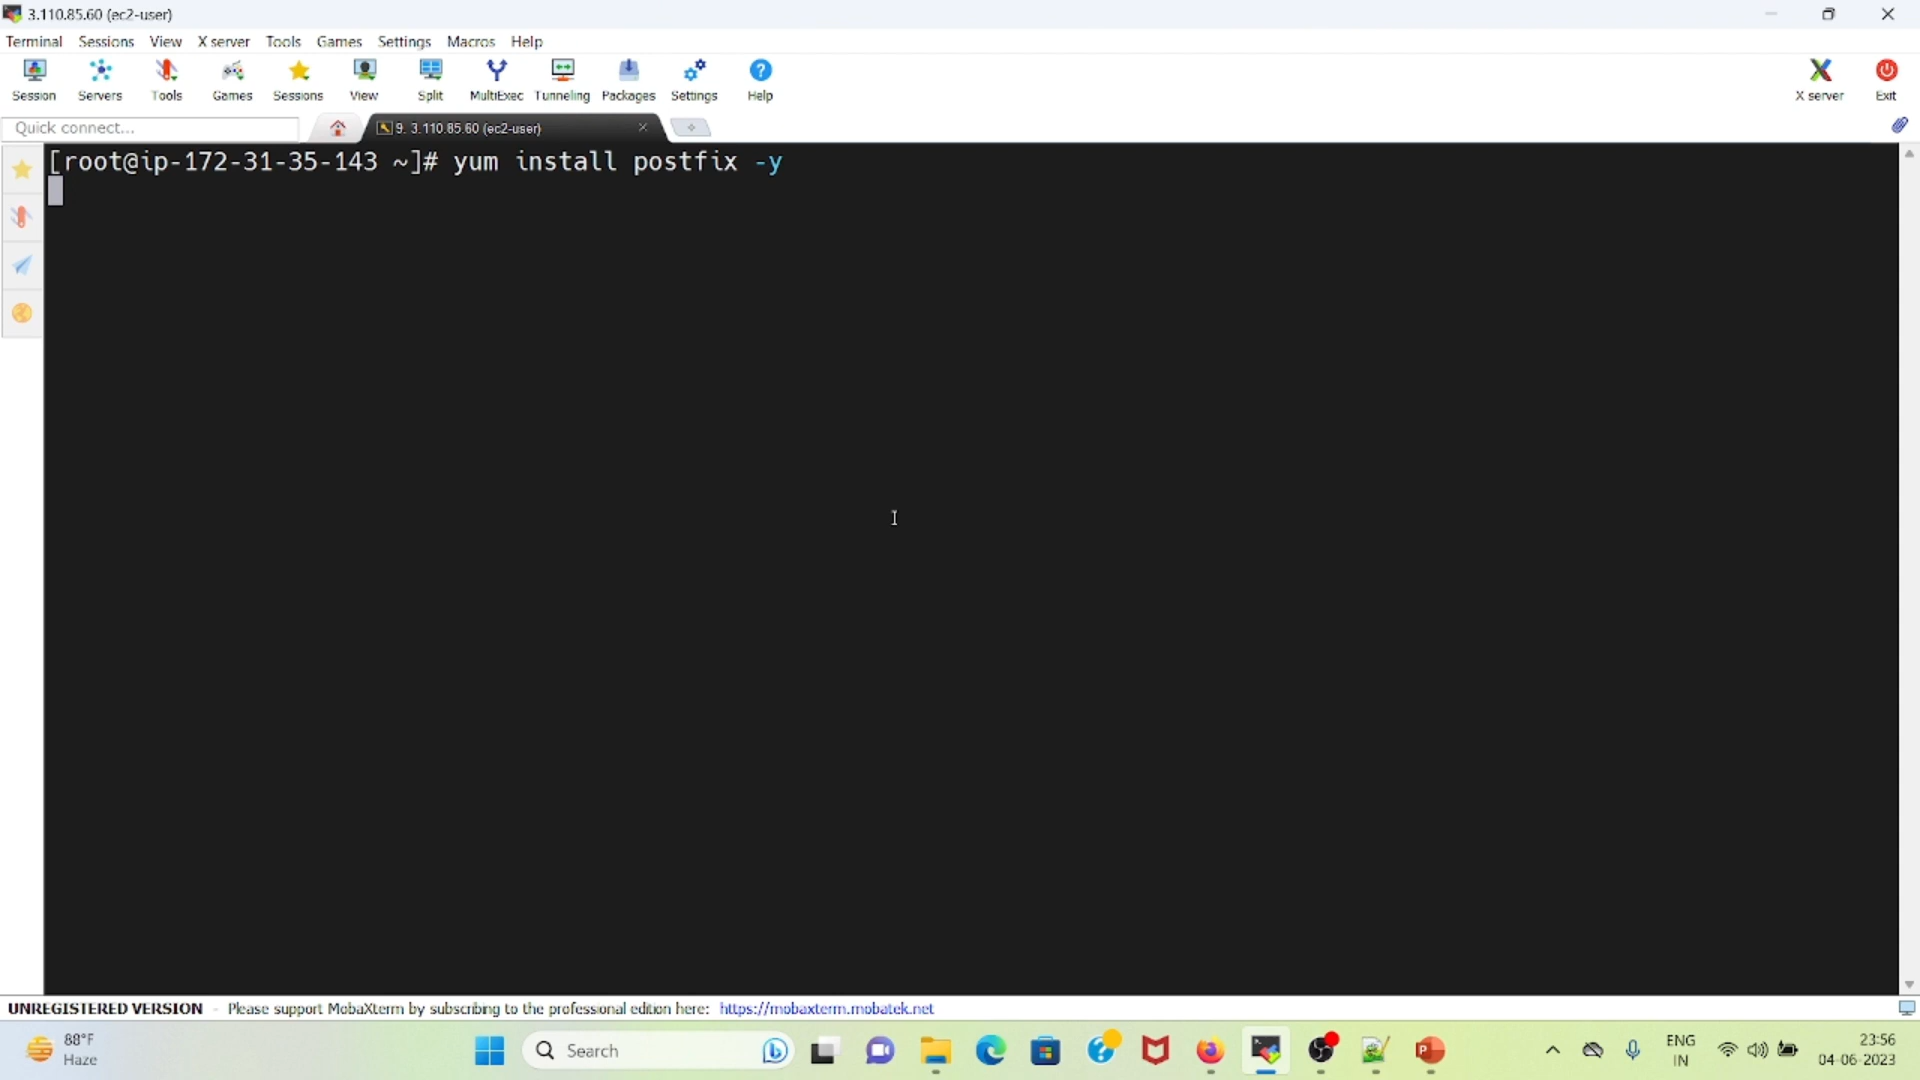 3.110.85.60 (ec2-user)
Terminal Sessions View X server Tools Games Settings Macros Help
Session Servers Tools Games Sessions View Split MultiExec Tunneling Packages Settings Help X server Exit
Quick connect... 9. 3.110.85.60 (ec2-user)
[root@ip-172-31-35-143 ~]# yum install postfix -y
UNREGISTERED VERSION - Please support MobaXterm by subscribing to the professional edition here: https://mobaxterm.mobatek.net
88°F
Haze
Search
ENG
IN
23:56
04-06-2023